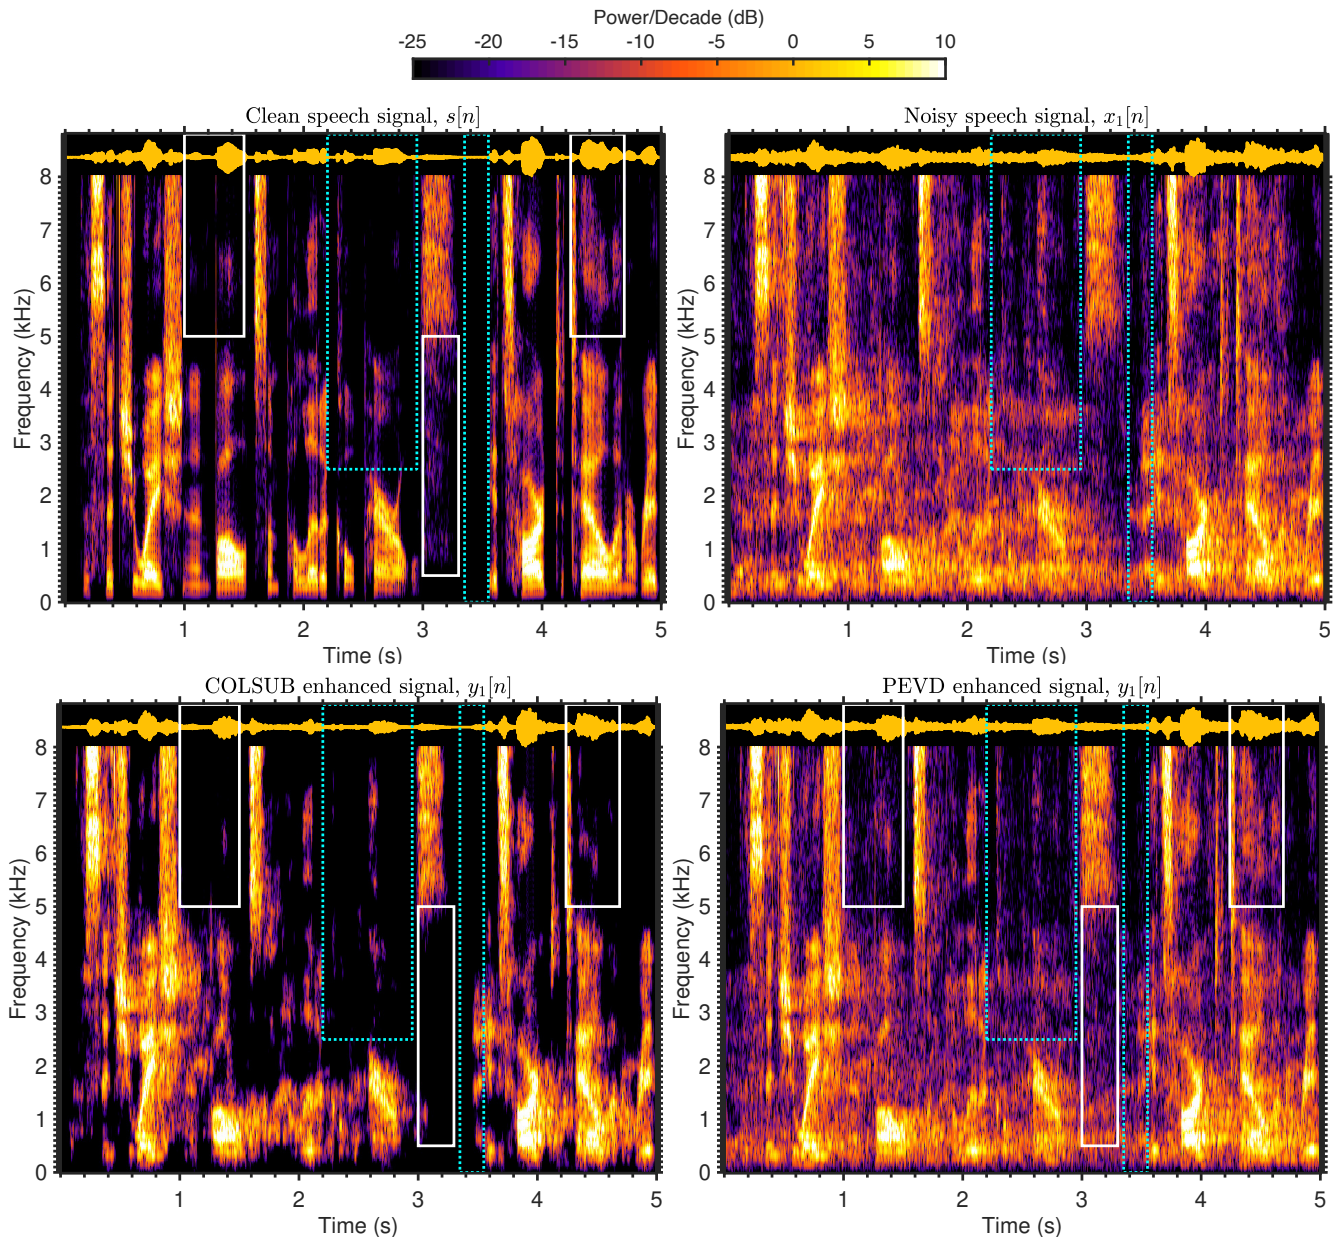 Power/Decade (dB)
-25 -20 -15 -10 -5 0 5 10
Clean speech signal, s[n]
8
7
6
5
4
3
2
1
0
Frequency (kHz)
1 2 3 4 5
Time (s)
Noisy speech signal, x₁[n]
8
7
6
5
4
3
2
1
0
Frequency (kHz)
1 2 3 4 5
Time (s)
COLSUB enhanced signal, y₁[n]
8
7
6
5
4
3
2
1
0
Frequency (kHz)
1 2 3 4 5
Time (s)
PEVD enhanced signal, y₁[n]
8
7
6
5
4
3
2
1
0
Frequency (kHz)
1 2 3 4 5
Time (s)